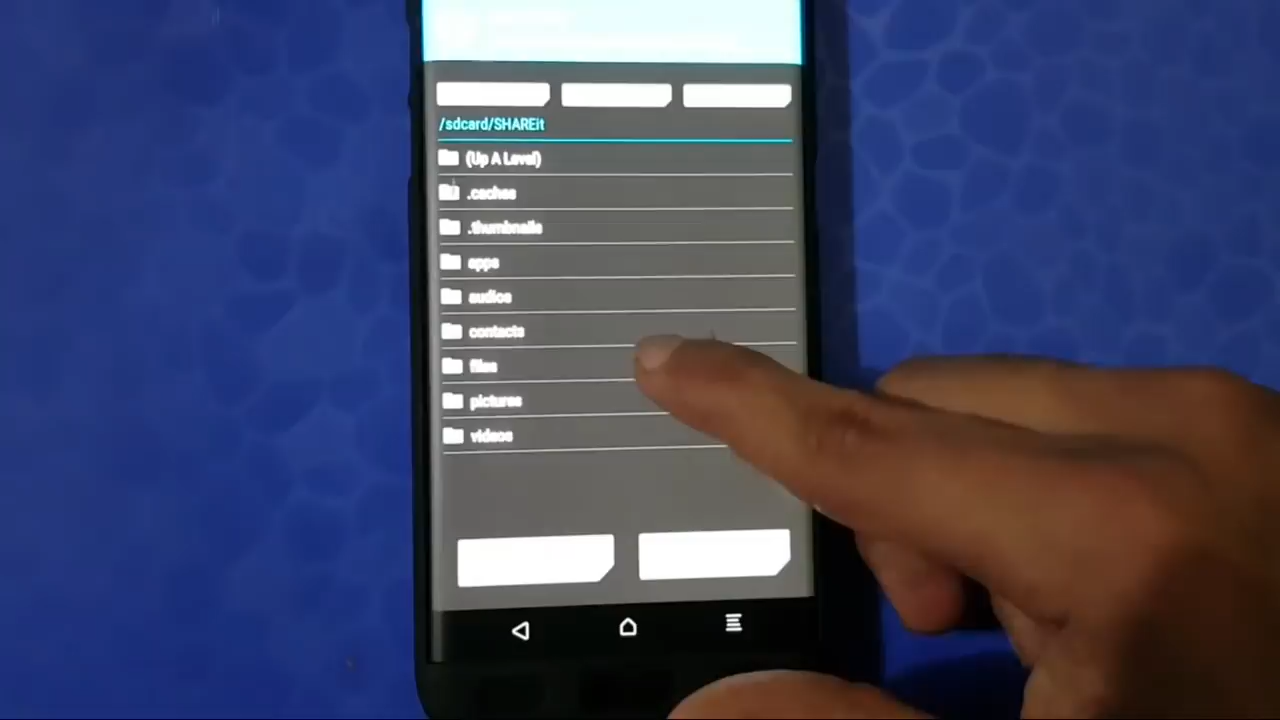 /sdcard/SHAREit
(Up A Level)
.caches
.thumbnails
apps
audios
contacts
files
pictures
videos